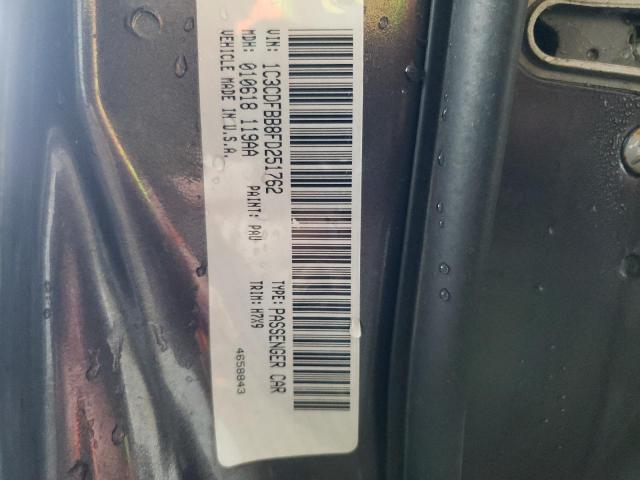 VIN: 1C3CDFBB8FD251762
TYPE: PASSENGER CAR
MDH: 010618 119AA PAINT: PAU TRIM: H7X9
VEHICLE MADE IN U.S.A.
4658843